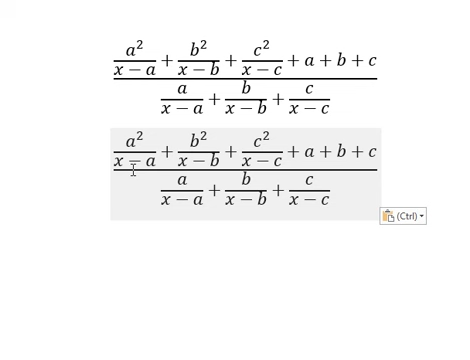 a² b² c²
x − a + x − b + x − c + a + b + c
a b c
x − a + x − b + x − c
a² b² c²
x − a + x − b + x − c + a + b + c
a b c
x − a + x − b + x − c
(Ctrl)